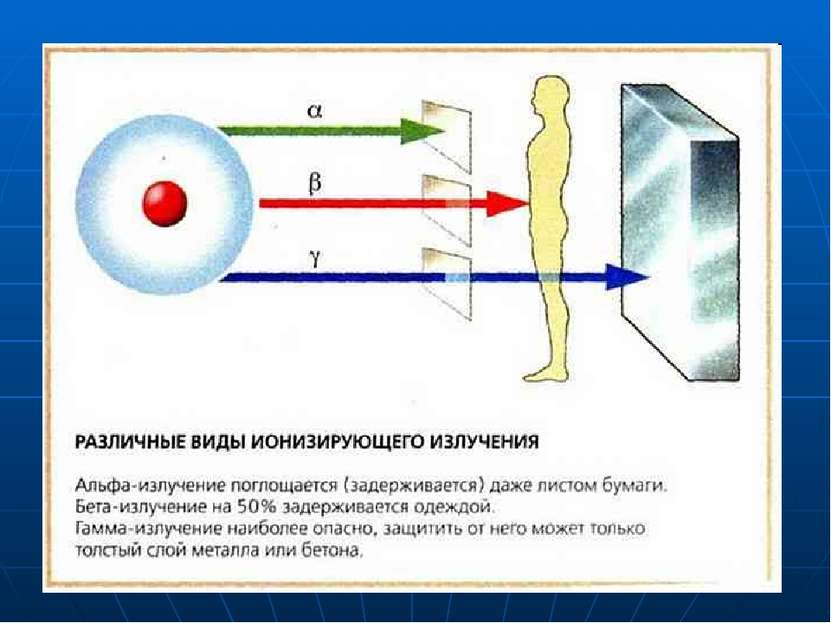 α
β
γ
РАЗЛИЧНЫЕ ВИДЫ ИОНИЗИРУЮЩЕГО ИЗЛУЧЕНИЯ
Альфа-излучение поглощается (задерживается) даже листом бумаги.
Бета-излучение на 50% задерживается одеждой.
Гамма-излучение наиболее опасно, защитить от него может только
толстый слой металла или бетона.